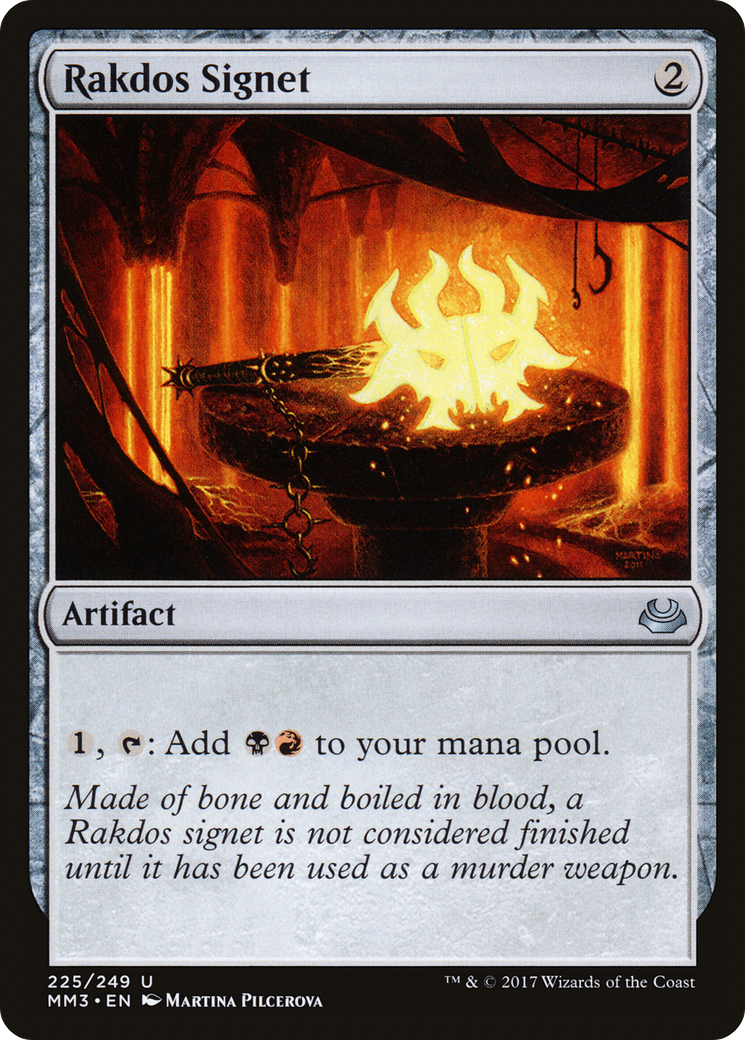 Rakdos Signet 2
MARTINA
2011
Artifact
1, : Add to your mana pool.
Made of bone and boiled in blood, a
Rakdos signet is not considered finished
until it has been used as a murder weapon.
225/249 U
MM3 • EN Martina Pilcerova
™ & © 2017 Wizards of the Coast